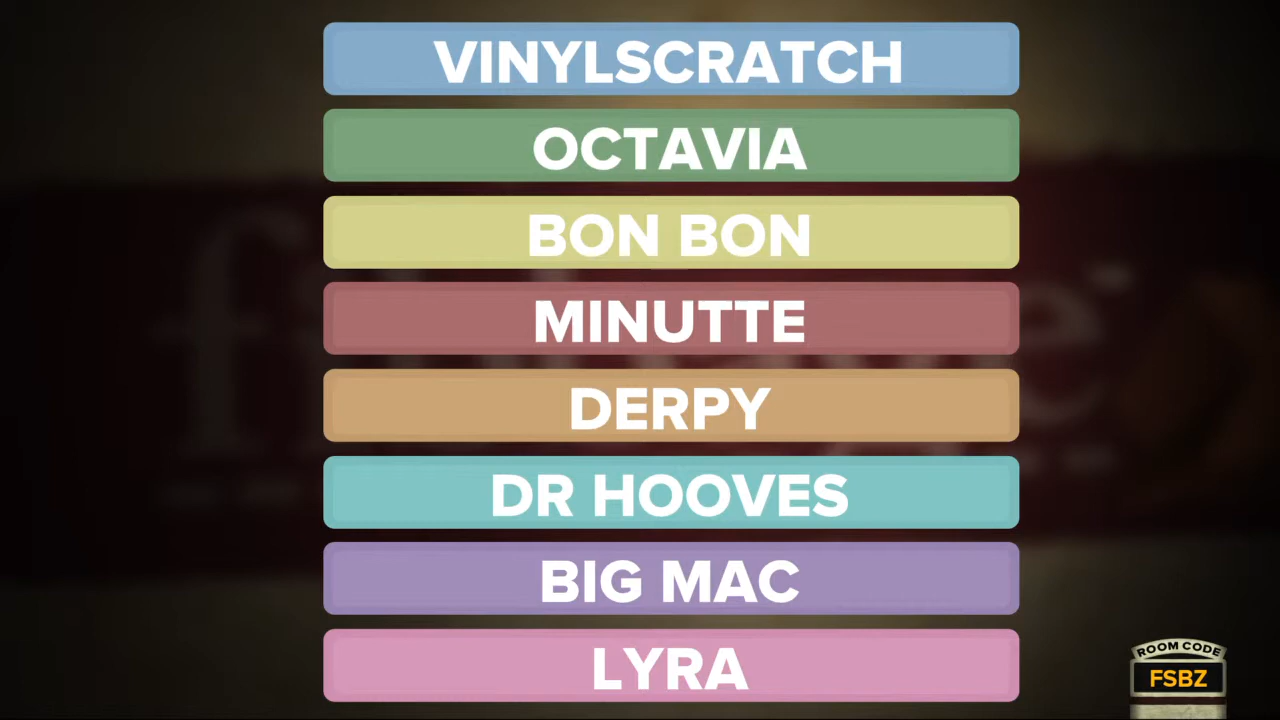 VINYLSCRATCH
OCTAVIA
BON BON
MINUTTE
DERPY
DR HOOVES
BIG MAC
LYRA
ROOM CODE
FSBZ